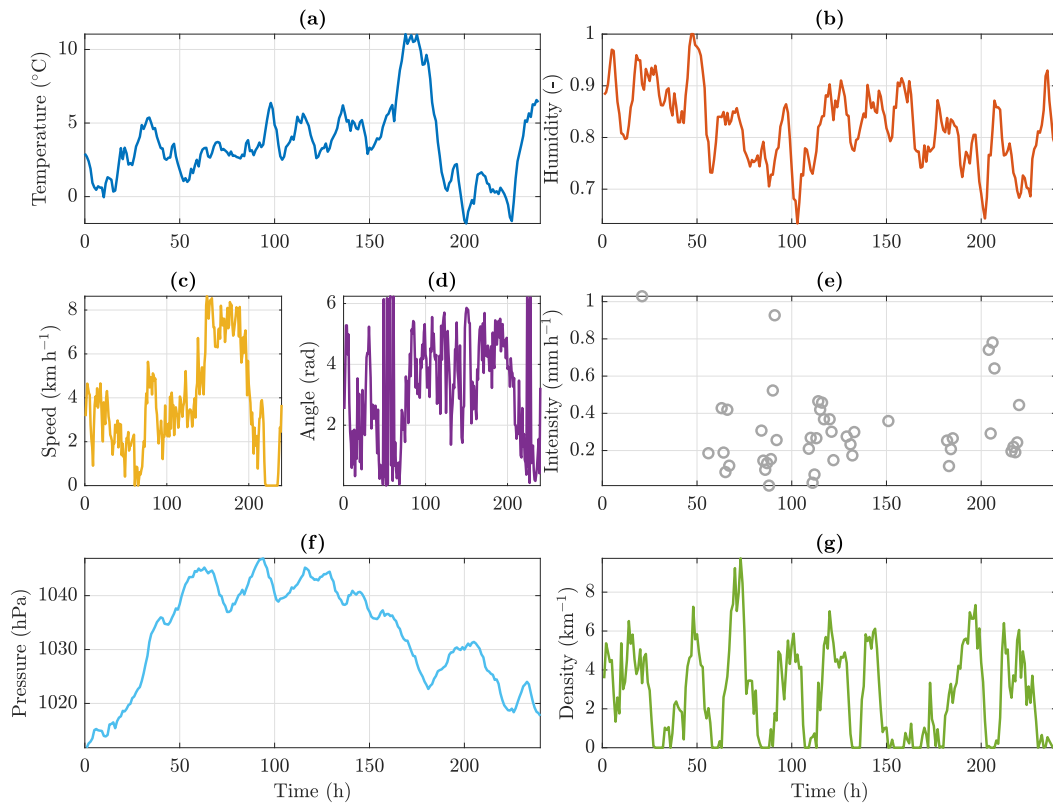 (a)
Temperature (°C)
10
5
0
0 50 100 150 200
(b)
Humidity (-)
1
0.9
0.8
0.7
0 50 100 150 200
(c)
Speed (km h⁻¹)
8
6
4
2
0
0 100 200
(d)
Angle (rad)
6
4
2
0 100 200
(e)
Intensity (mm h⁻¹)
1
0.8
0.6
0.4
0.2
0 50 100 150 200
(f)
Pressure (hPa)
1040
1030
1020
0 50 100 150 200
Time (h)
(g)
Density (km⁻¹)
8
6
4
2
0
0 50 100 150 200
Time (h)